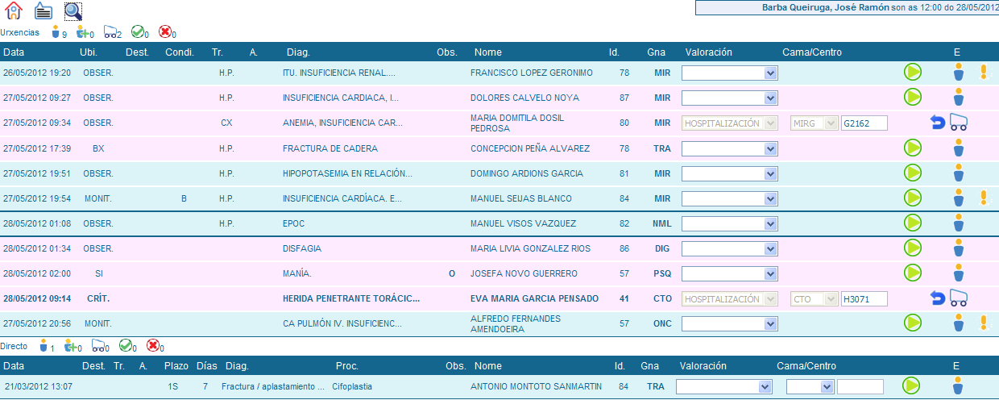 Barba Queiruga, José Ramón son as 12:00 do 28/05/2012
Urxencias 9 0 2 0 0
Data Ubi. Dest. Condi. Tr. A. Diag. Obs. Nome Id. Gna Valoración Cama/Centro E
26/05/2012 19:20 OBSER. H.P. ITU. INSUFICIENCIA RENAL.... FRANCISCO LOPEZ GERONIMO 78 MIR
27/05/2012 09:27 OBSER. H.P. INSUFICIENCIA CARDIACA, I... DOLORES CALVELO NOYA 87 MIR
27/05/2012 09:34 OBSER. CX ANEMIA, INSUFICIENCIA CAR... MARIA DOMITILA DOSIL
PEDROSA 80 MIR HOSPITALIZACIÓN MIRG G2162
27/05/2012 17:39 BX H.P. FRACTURA DE CADERA CONCEPCION PEÑA ALVAREZ 78 TRA
27/05/2012 19:51 OBSER. H.P. HIPOPOTASEMIA EN RELACIÓN... DOMINGO ARDIONS GARCIA 81 MIR
27/05/2012 19:54 MONIT. B H.P. INSUFICIENCIA CARDÍACA. E... MANUEL SEIJAS BLANCO 84 MIR
28/05/2012 01:08 OBSER. H.P. EPOC MANUEL VISOS VAZQUEZ 82 NML
28/05/2012 01:34 OBSER. DISFAGIA MARIA LIVIA GONZALEZ RIOS 86 DIG
28/05/2012 02:00 SI MANÍA. O JOSEFA NOVO GUERRERO 57 PSQ
28/05/2012 09:14 CRÍT. HERIDA PENETRANTE TORÁCIC... EVA MARIA GARCIA PENSADO 41 CTO HOSPITALIZACIÓN CTO H3071
27/05/2012 20:56 MONIT. CA PULMÓN IV. INSUFICIENC... ALFREDO FERNANDES
AMENDOEIRA 57 ONC
Directo 1 0 0 0 0
Data Dest. Tr. A. Plazo Días Diag. Proc. Obs. Nome Id. Gna Valoración Cama/Centro E
21/03/2012 13:07 1S 7 Fractura / aplastamiento ... Cifoplastia ANTONIO MONTOTO SANMARTIN 84 TRA